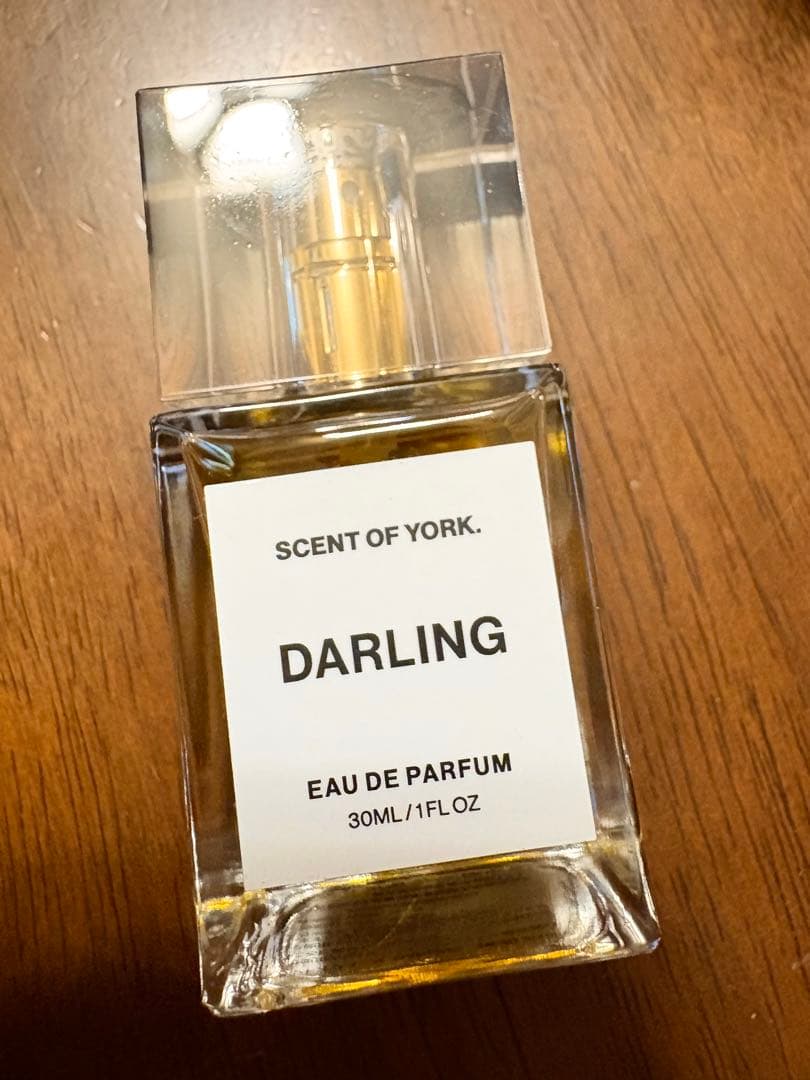 SCENT OF YORK.
DARLING
EAU DE PARFUM
30ML/1FL OZ